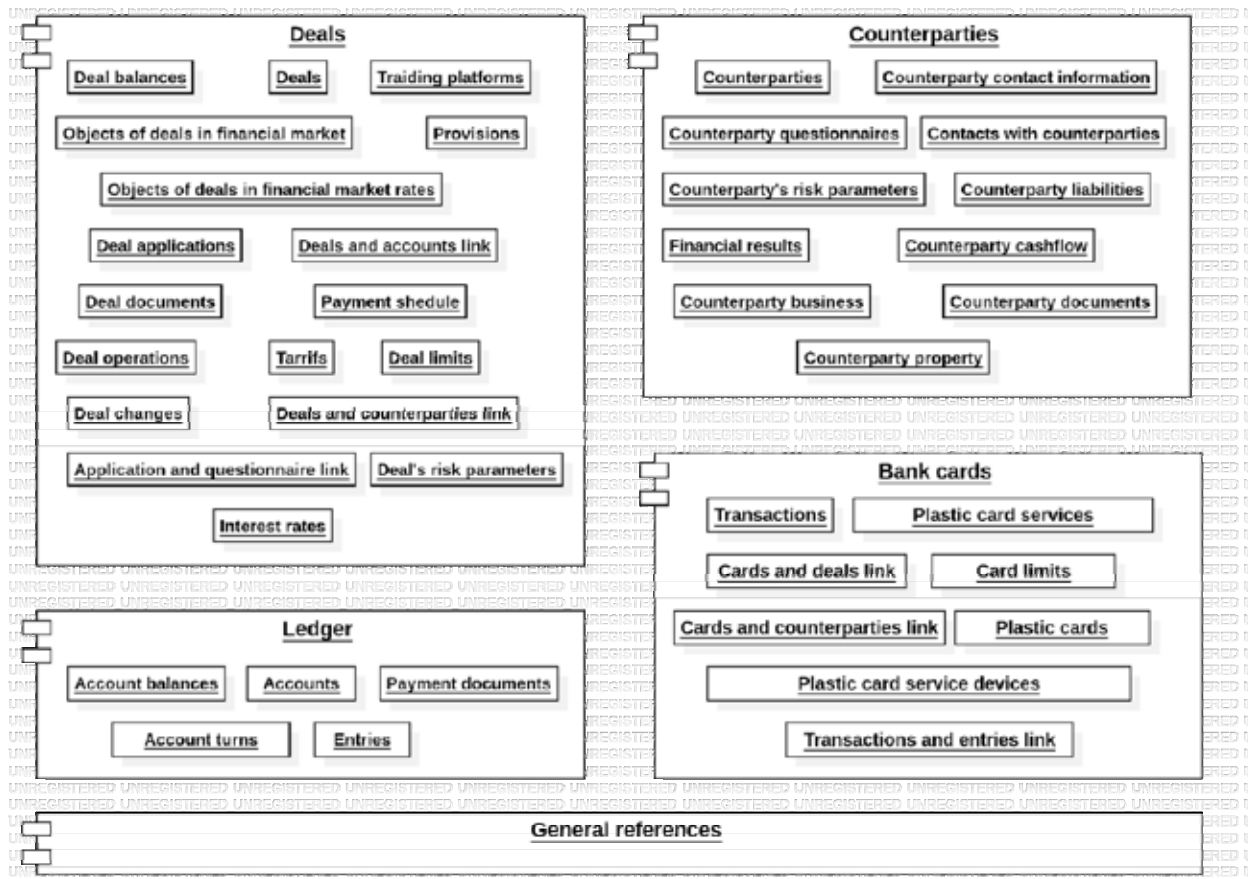 Deals
Deal balances
Deals
Traiding platforms
Objects of deals in financial market
Provisions
Objects of deals in financial market rates
Deal applications
Deals and accounts link
Deal documents
Payment shedule
Deal operations
Tarrifs
Deal limits
Deal changes
Deals and counterparties link
Application and questionnaire link
Deal's risk parameters
Interest rates
Counterparties
Counterparties
Counterparty contact information
Counterparty questionnaires
Contacts with counterparties
Counterparty's risk parameters
Counterparty liabilities
Financial results
Counterparty cashflow
Counterparty business
Counterparty documents
Counterparty property
Bank cards
Transactions
Plastic card services
Cards and deals link
Card limits
Cards and counterparties link
Plastic cards
Plastic card service devices
Transactions and entries link
Ledger
Account balances
Accounts
Payment documents
Account turns
Entries
General references
UNREGISTERED